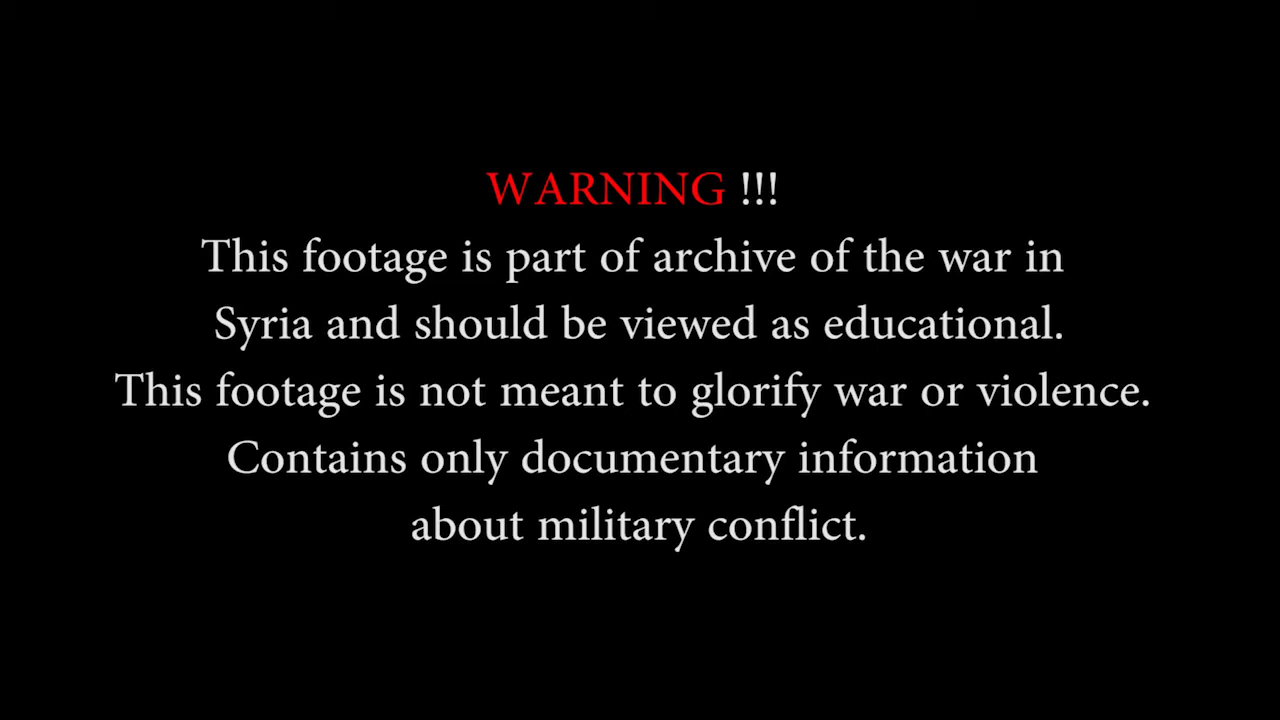 WARNING !!!
This footage is part of archive of the war in
Syria and should be viewed as educational.
This footage is not meant to glorify war or violence.
Contains only documentary information
about military conflict.